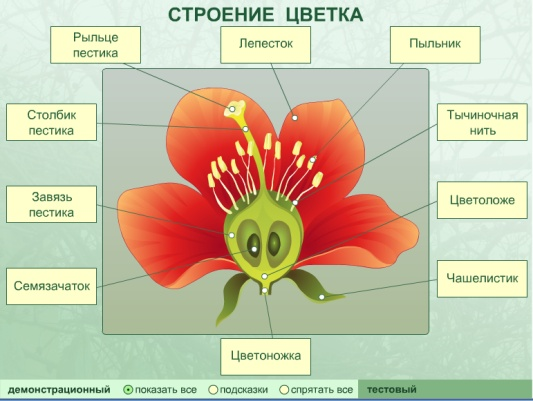 СТРОЕНИЕ ЦВЕТКА
Рыльце
пестика
Лепесток
Пыльник
Столбик
пестика
Тычиночная
нить
Завязь
пестика
Цветоложе
Семязачаток
Чашелистик
Цветоножка
демонстрационный показать все подсказки спрятать все тестовый